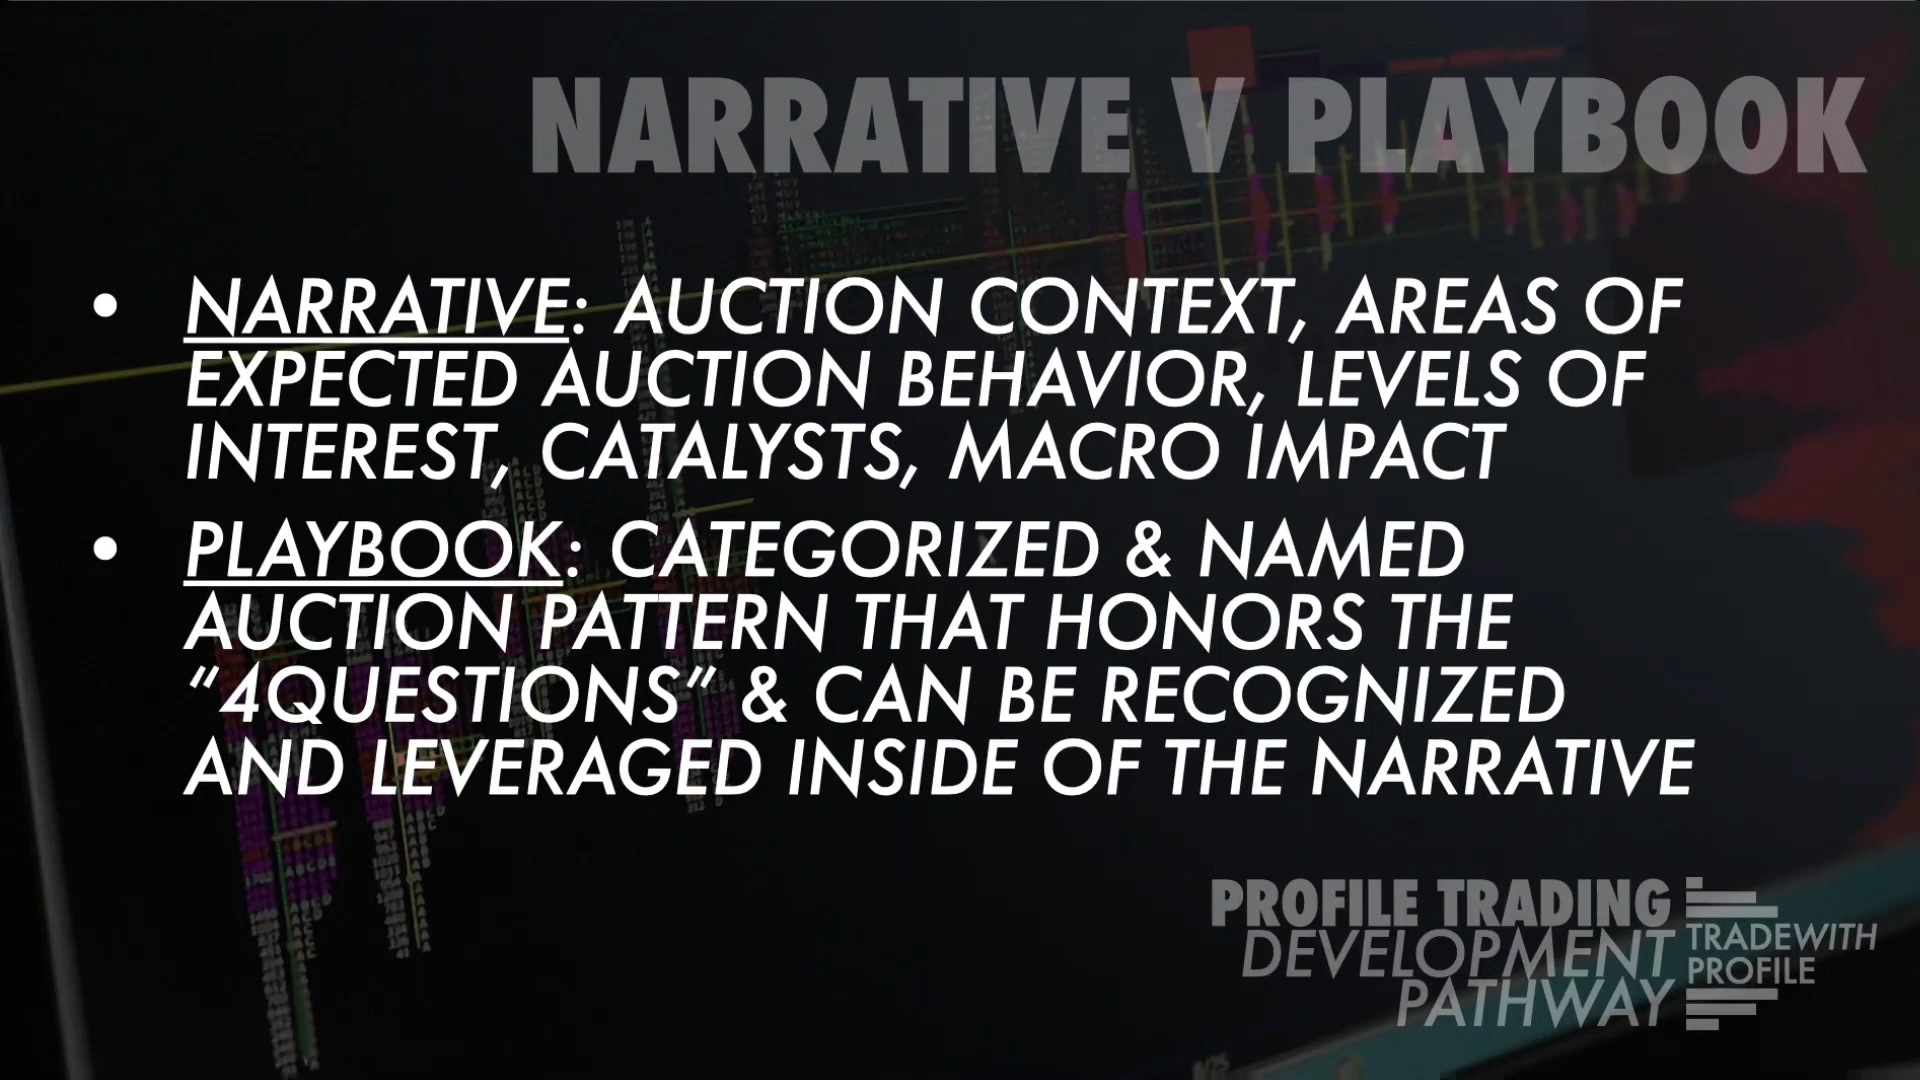 NARRATIVE V PLAYBOOK
• NARRATIVE: AUCTION CONTEXT, AREAS OF
EXPECTED AUCTION BEHAVIOR, LEVELS OF
INTEREST, CATALYSTS, MACRO IMPACT
• PLAYBOOK: CATEGORIZED & NAMED
AUCTION PATTERN THAT HONORS THE
“4QUESTIONS” & CAN BE RECOGNIZED
AND LEVERAGED INSIDE OF THE NARRATIVE
PROFILE TRADING
DEVELOPMENT
PATHWAY
TRADEWITH
PROFILE